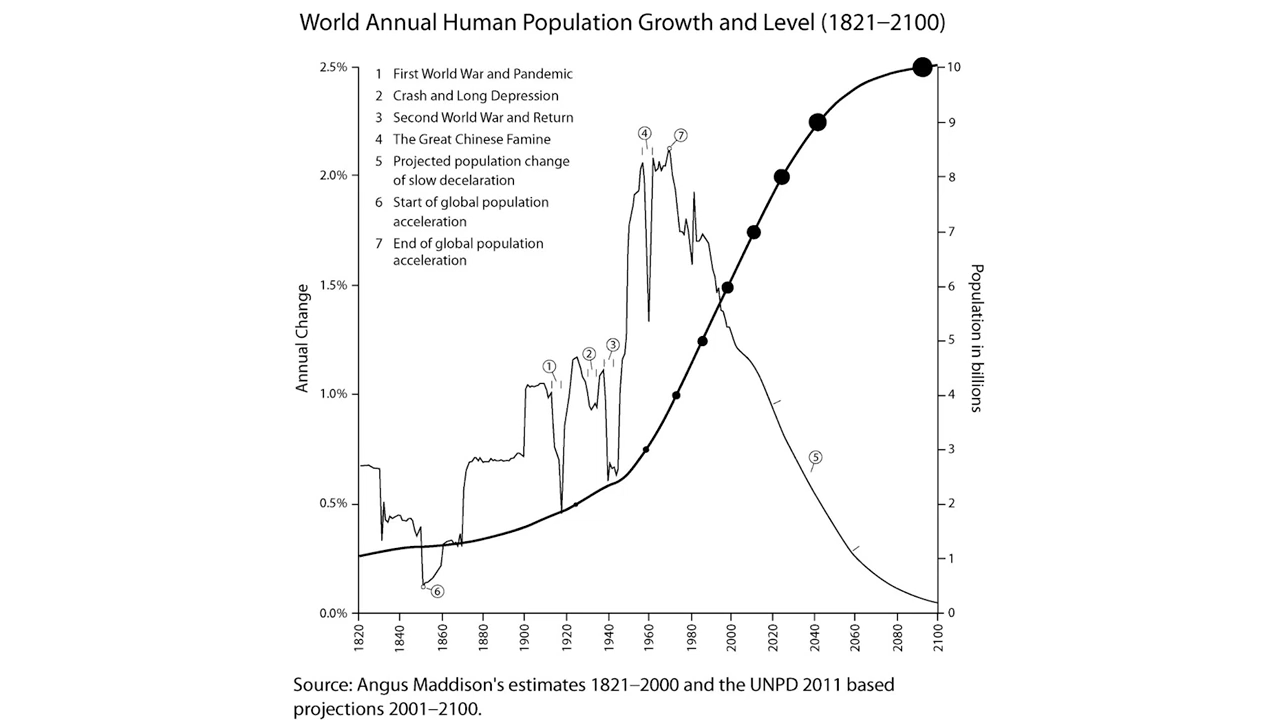 World Annual Human Population Growth and Level (1821–2100)
2.5%
2.0%
1.5%
1.0%
0.5%
0.0%
Annual Change
1 First World War and Pandemic
2 Crash and Long Depression
3 Second World War and Return
4 The Great Chinese Famine
5 Projected population change
of slow decelaration
6 Start of global population
acceleration
7 End of global population
acceleration
4
7
1
2
3
5
6
10
9
8
7
6
5
4
3
2
1
0
Population in billions
1820
1840
1860
1880
1900
1920
1940
1960
1980
2000
2020
2040
2060
2080
2100
Source: Angus Maddison's estimates 1821–2000 and the UNPD 2011 based
projections 2001–2100.